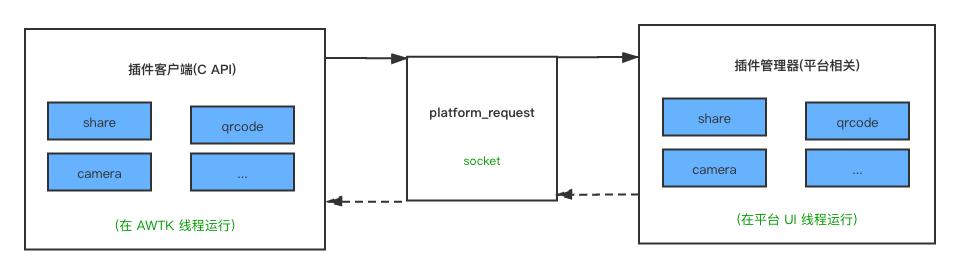 插件客户端(C API)
share
qrcode
camera
...
(在 AWTK 线程运行)
platform_request
socket
插件管理器(平台相关)
share
qrcode
camera
...
(在平台 UI 线程运行)